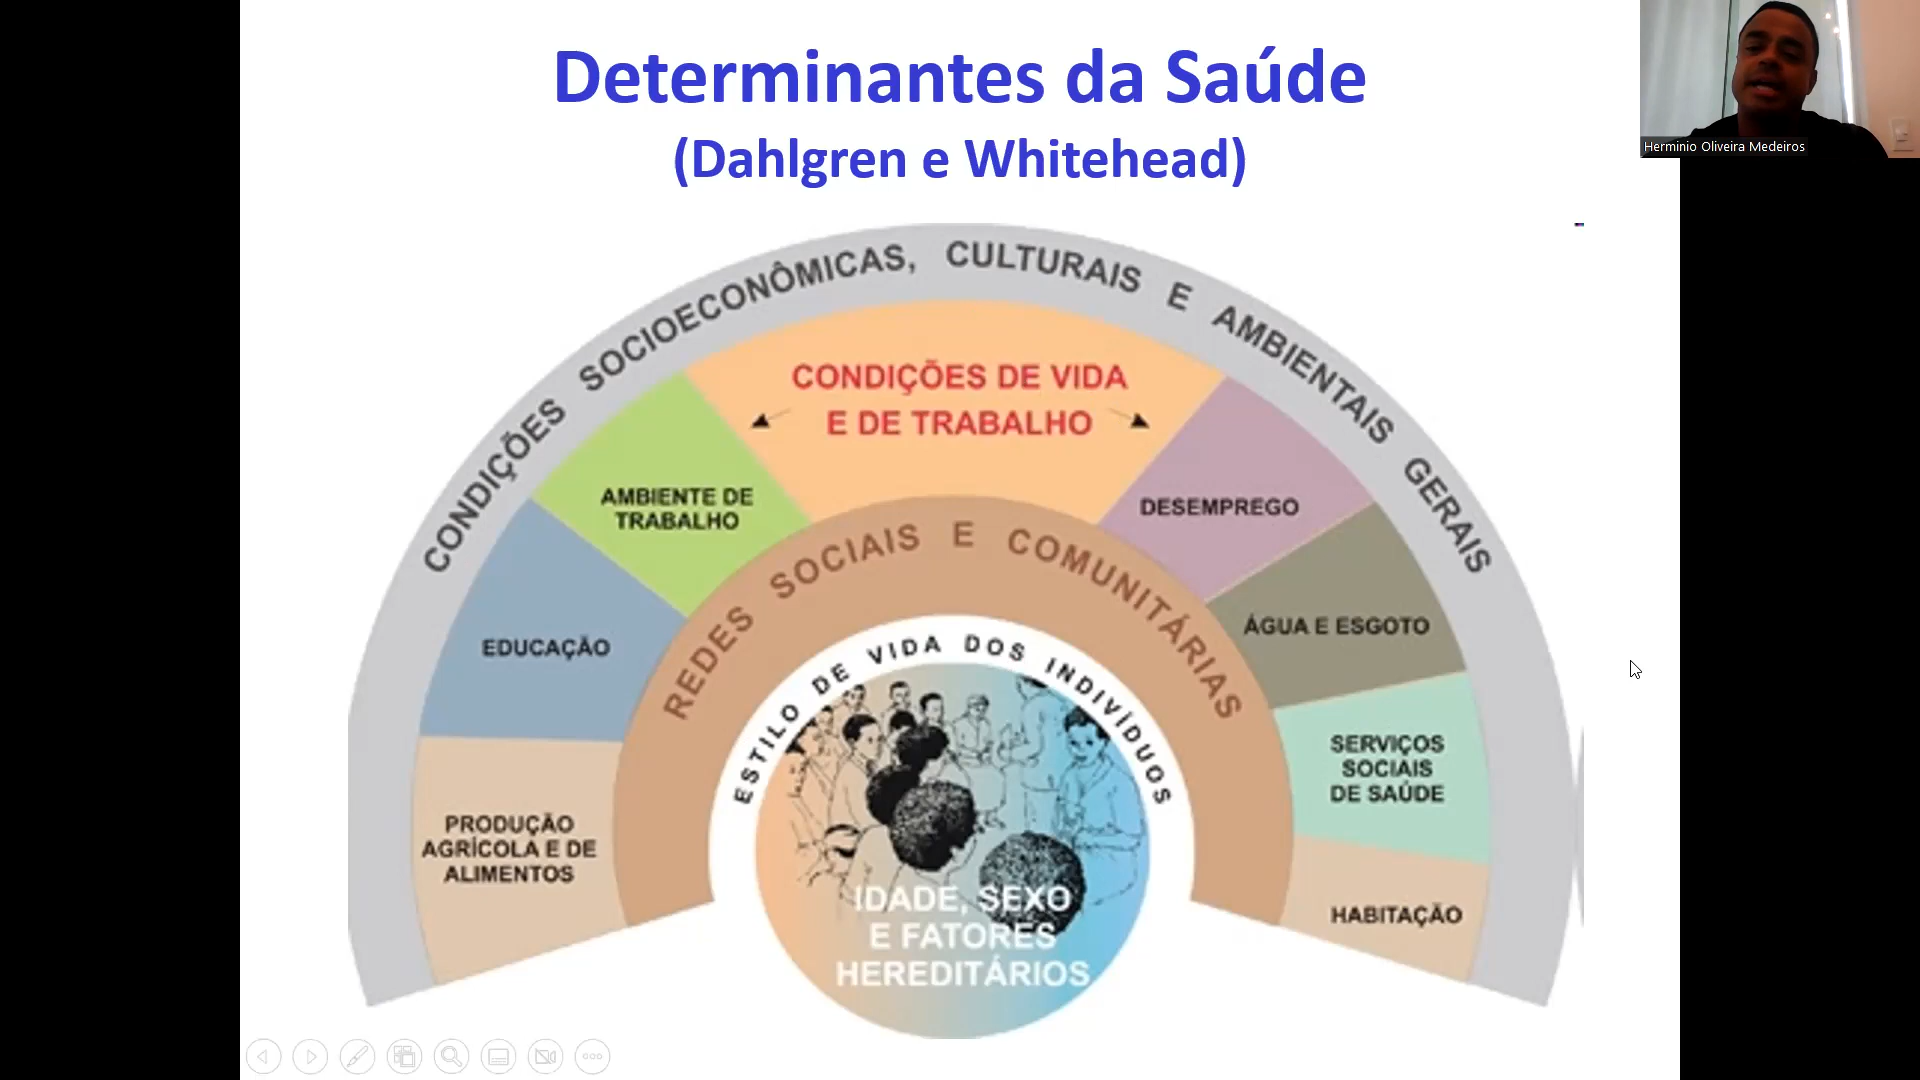 Determinantes da Saúde
(Dahlgren e Whitehead)
Herminio Oliveira Medeiros
CONDIÇÕES SOCIOECONÔMICAS, CULTURAIS E AMBIENTAIS GERAIS
CONDIÇÕES DE VIDA
E DE TRABALHO
AMBIENTE DE
TRABALHO
DESEMPREGO
REDES SOCIAIS E COMUNITÁRIAS
EDUCAÇÃO
ÁGUA E ESGOTO
ESTILO DE VIDA DOS INDIVÍDUOS
PRODUÇÃO
AGRÍCOLA E DE
ALIMENTOS
SERVIÇOS
SOCIAIS
DE SAÚDE
HABITAÇÃO
IDADE, SEXO
E FATORES
HEREDITÁRIOS